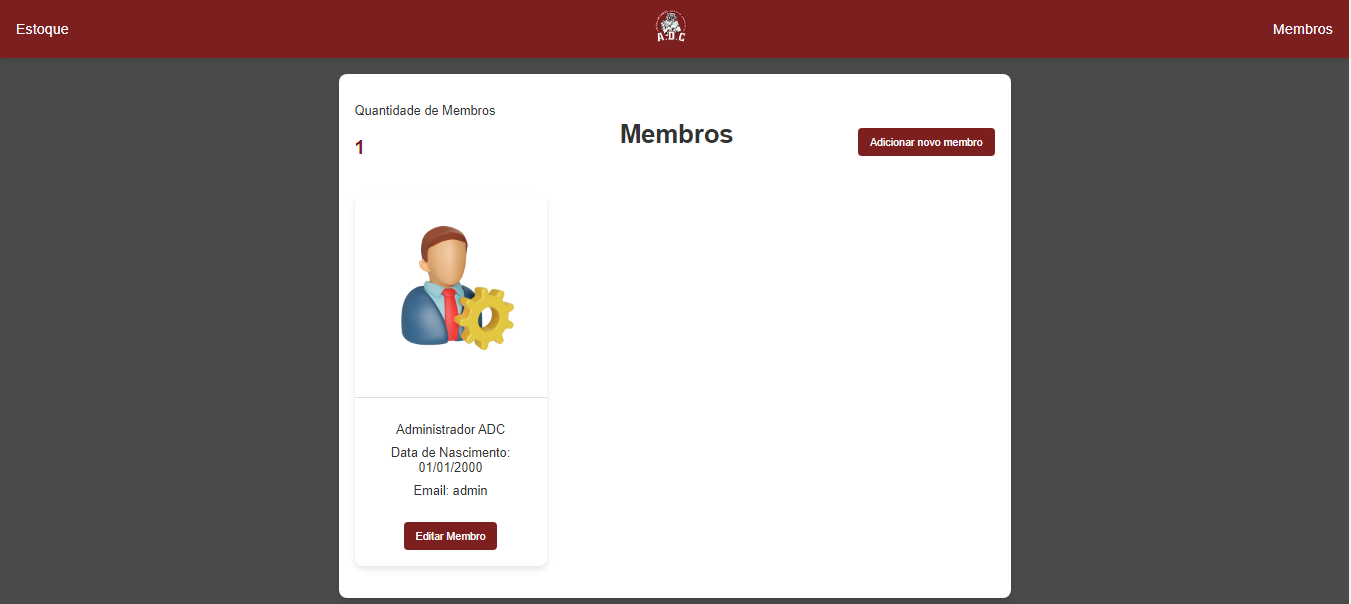 Estoque
A.D.C
Membros
Quantidade de Membros
1
Membros
Adicionar novo membro
Administrador ADC
Data de Nascimento:
01/01/2000
Email: admin
Editar Membro